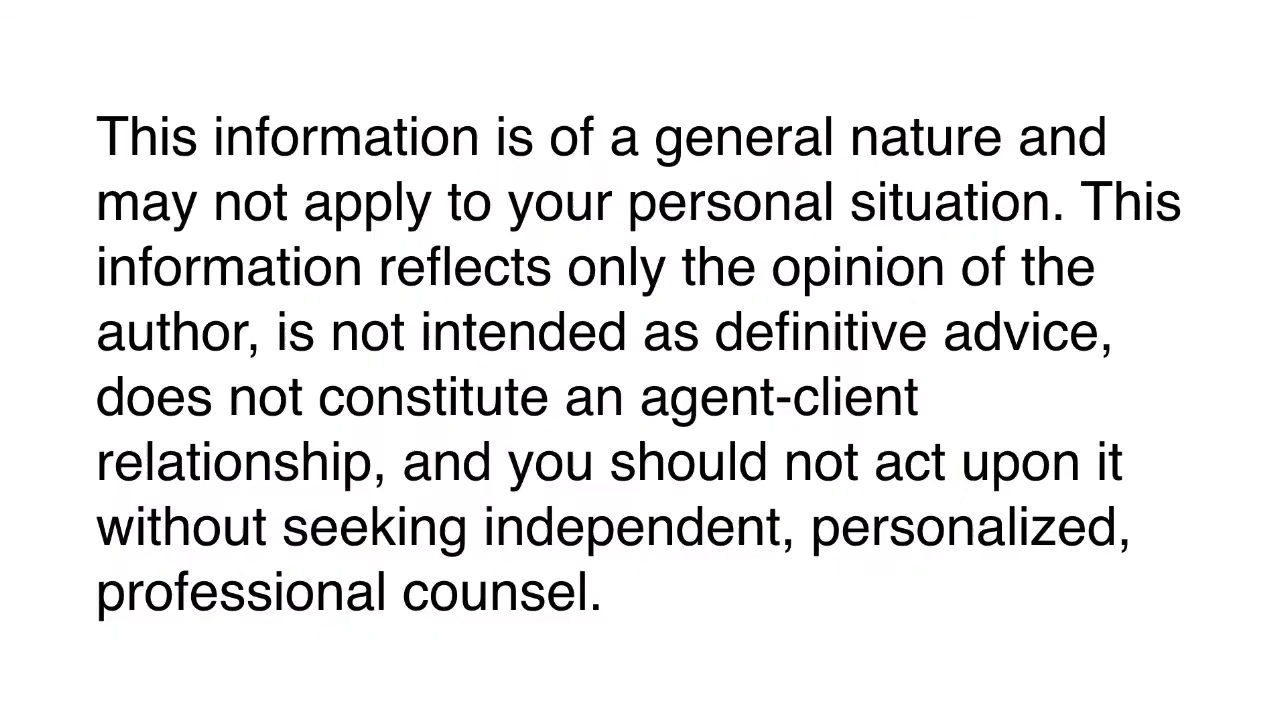 This information is of a general nature and
may not apply to your personal situation. This
information reflects only the opinion of the
author, is not intended as definitive advice,
does not constitute an agent-client
relationship, and you should not act upon it
without seeking independent, personalized,
professional counsel.